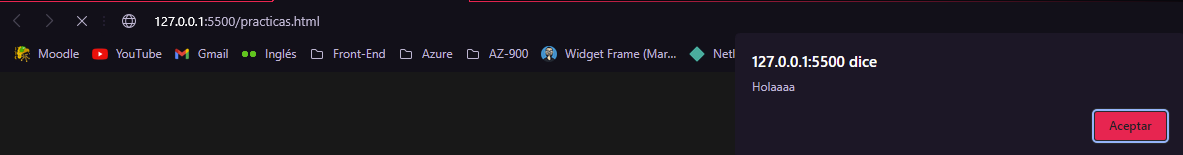 127.0.0.1:5500/practicas.html
Moodle YouTube Gmail Inglés Front-End Azure AZ-900 Widget Frame (Mar... Netl
127.0.0.1:5500 dice
Holaaaa
Aceptar